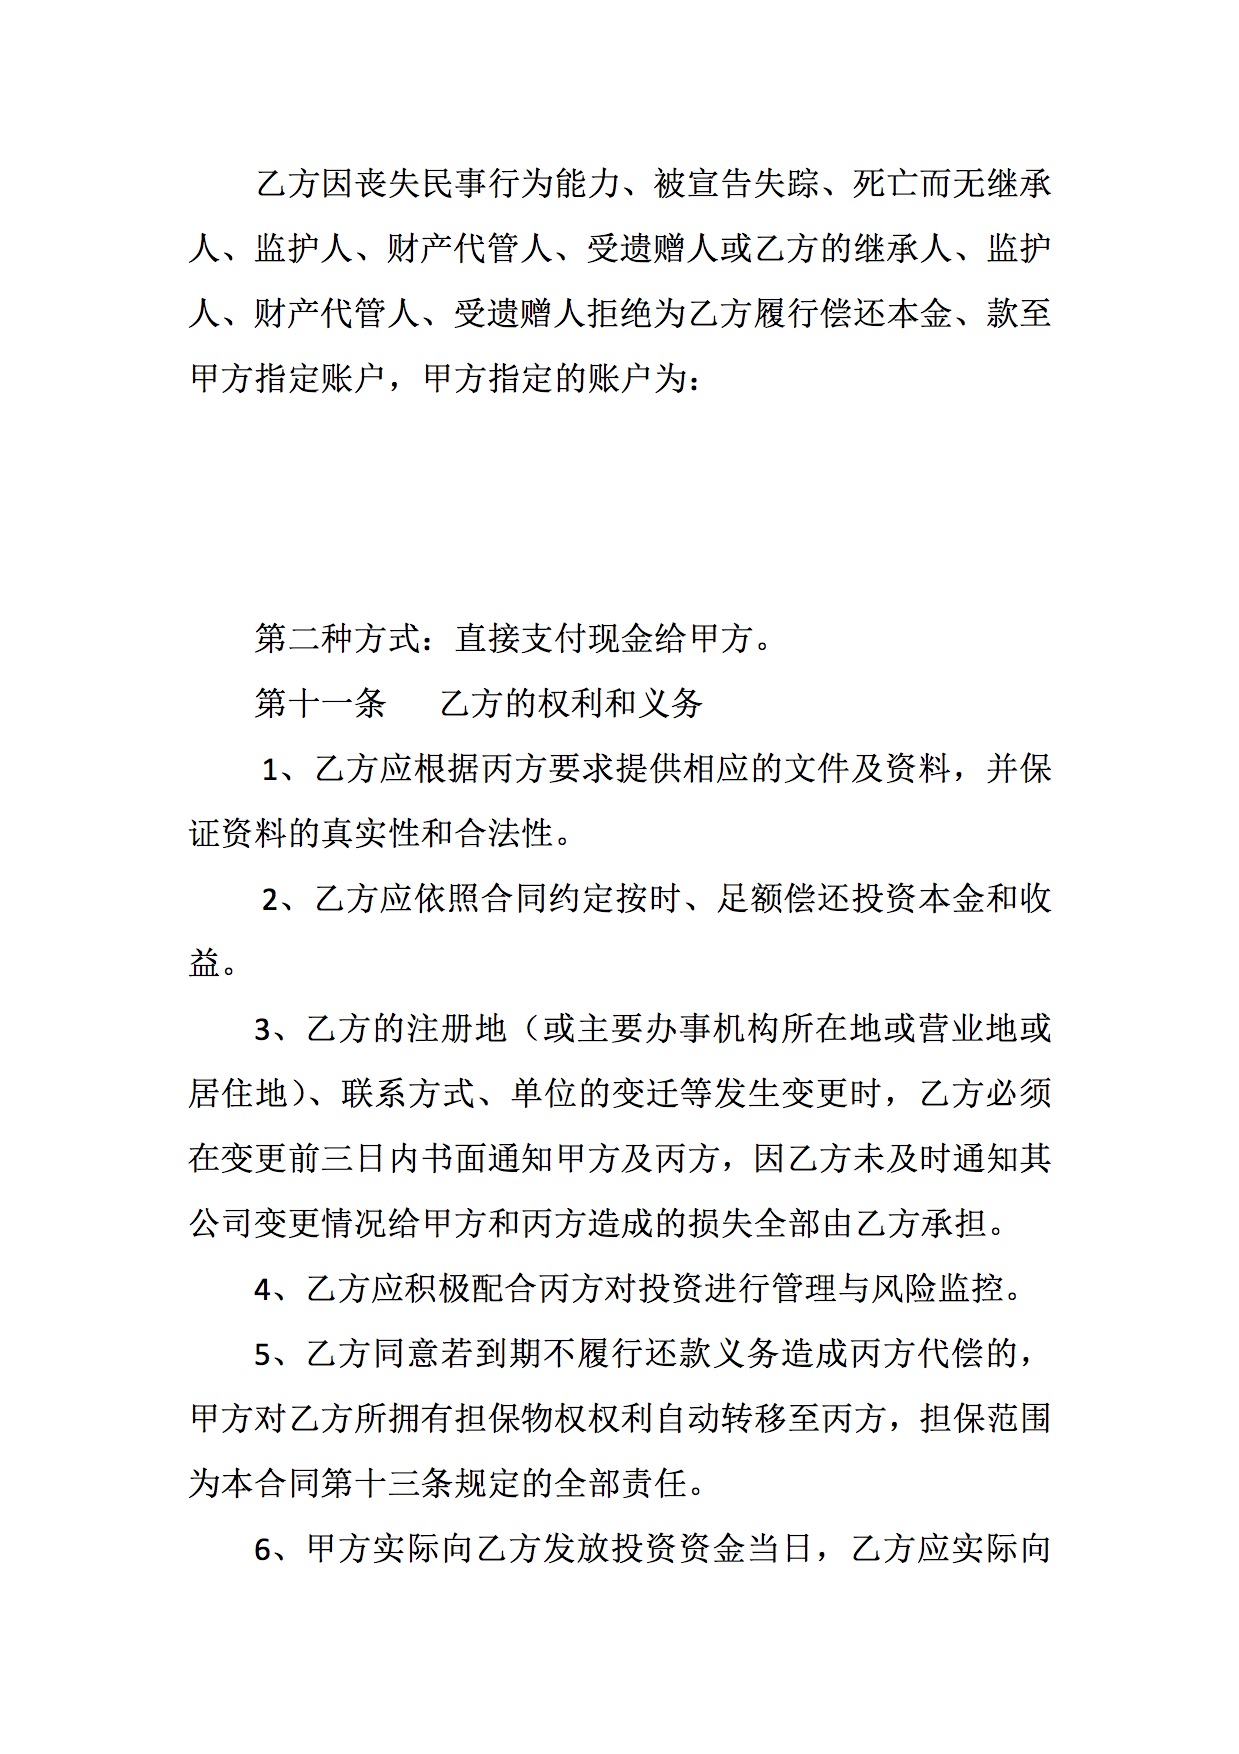 乙方因丧失民事行为能力、被宣告失踪、死亡而无继承
人、监护人、财产代管人、受遗赠人或乙方的继承人、监护
人、财产代管人、受遗赠人拒绝为乙方履行偿还本金、款至
甲方指定账户，甲方指定的账户为：
第二种方式：直接支付现金给甲方。
第十一条 乙方的权利和义务
1、乙方应根据丙方要求提供相应的文件及资料，并保
证资料的真实性和合法性。
2、乙方应依照合同约定按时、足额偿还投资本金和收
益。
3、乙方的注册地（或主要办事机构所在地或营业地或
居住地）、联系方式、单位的变迁等发生变更时，乙方必须
在变更前三日内书面通知甲方及丙方，因乙方未及时通知其
公司变更情况给甲方和丙方造成的损失全部由乙方承担。
4、乙方应积极配合丙方对投资进行管理与风险监控。
5、乙方同意若到期不履行还款义务造成丙方代偿的，
甲方对乙方所拥有担保物权权利自动转移至丙方，担保范围
为本合同第十三条规定的全部责任。
6、甲方实际向乙方发放投资资金当日，乙方应实际向